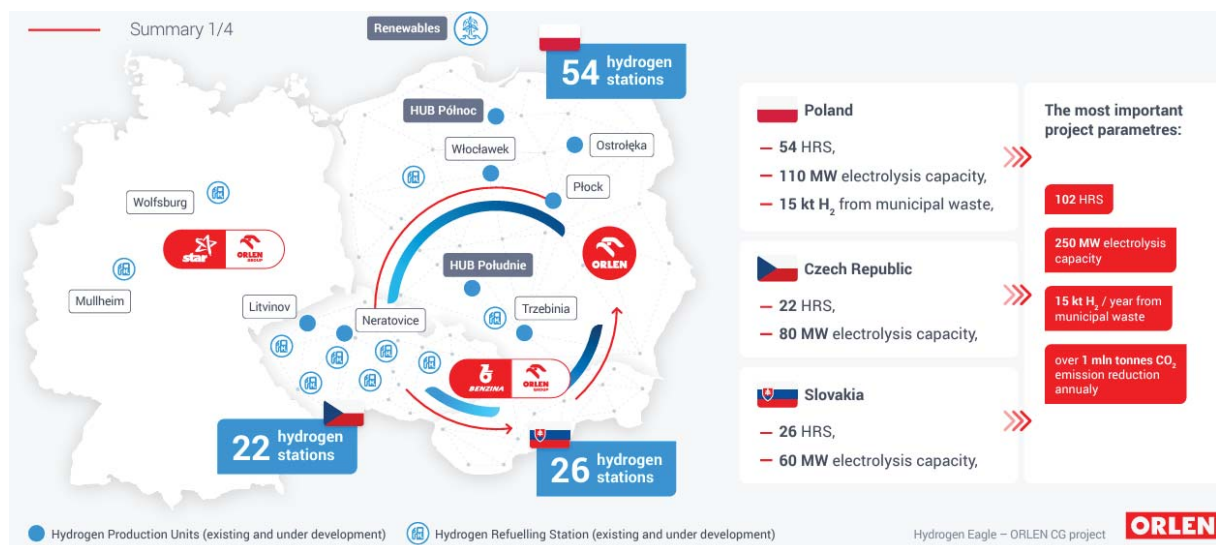 Summary 1/4
Renewables
54 hydrogen
stations
HUB Północ
Włocławek
Ostrołęka
Płock
Wolfsburg
star
ORLEN
GROUP
ORLEN
Mullheim
HUB Południe
Litvinov
Neratovice
Trzebinia
BENZINA
ORLEN
GROUP
22 hydrogen
stations
26 hydrogen
stations
Hydrogen Production Units (existing and under development)
Hydrogen Refuelling Station (existing and under development)
Poland
— 54 HRS,
— 110 MW electrolysis capacity,
— 15 kt H₂ from municipal waste,
Czech Republic
— 22 HRS,
— 80 MW electrolysis capacity,
Slovakia
— 26 HRS,
— 60 MW electrolysis capacity,
The most important
project parametres:
102 HRS
250 MW electrolysis
capacity
15 kt H₂ / year from
municipal waste
over 1 mln tonnes CO₂
emission reduction
annualy
Hydrogen Eagle – ORLEN CG project
ORLEN